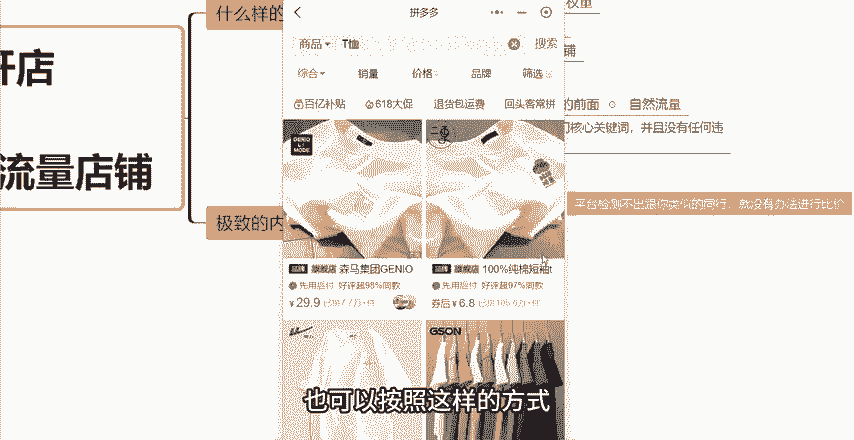 什么样的
开店
流量店铺
极致的内
拼多多
商品 T恤 搜索
综合 销量 价格 品牌 筛选
百亿补贴 618大促 退货包运费 回头客常拼
GENIO
MODE
品牌 旗舰店 森马集团GENIO
先用后付 好评超98%同款
¥29.9
品牌 旗舰店 100%纯棉短袖t
先用后付 好评超97%同款
券后¥6.8
GSON
权重
铺
的前面 自然流量
核心关键词，并且没有任何违
平台检测不出跟你类似的同行，就没有办法进行比价
也可以按照这样的方式